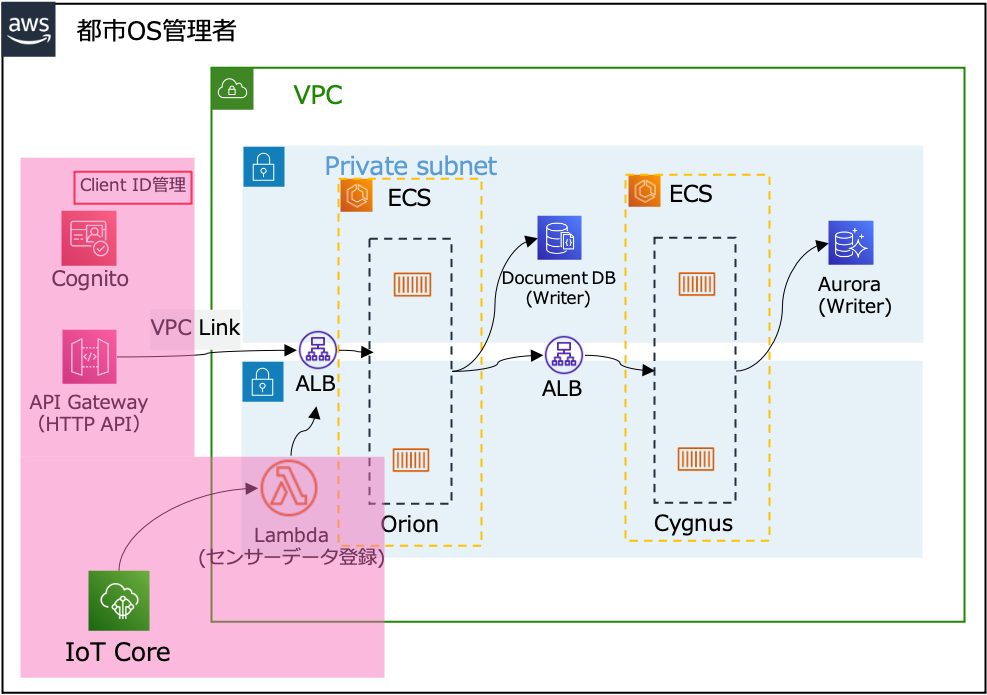 aws
都市OS管理者
VPC
Private subnet
Client ID管理
ECS
ECS
Cognito
Document DB
(Writer)
Aurora
(Writer)
VPC Link
ALB
ALB
API Gateway
(HTTP API)
Orion
Cygnus
Lambda
(センサーデータ登録)
IoT Core